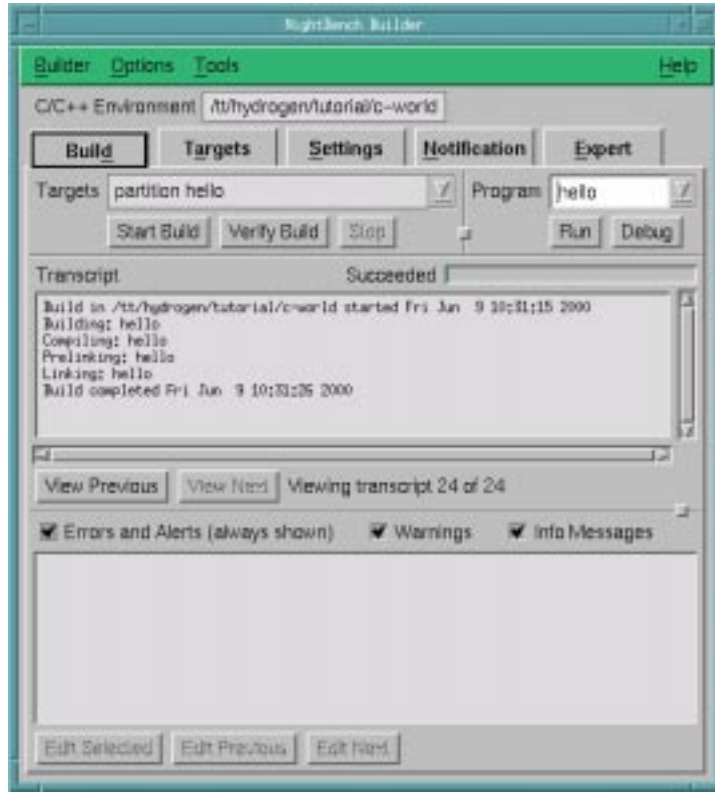 NightBench Builder
Builder Options Tools Help
C/C++ Environment /tt/hydrogen/tutorial/c-world
Build Targets Settings Notification Expert
Targets partition hello Program hello
Start Build Verify Build Stop Run Debug
Transcript Succeeded
Build in /tt/hydrogen/tutorial/c-world started Fri Jun 9 10:31:15 2000
Building: hello
Compiling: hello
Prelinking: hello
Linking: hello
Build completed Fri Jun 9 10:31:26 2000
View Previous View Next Viewing transcript 24 of 24
Errors and Alerts (always shown) Warnings Info Messages
Edit Selected Edit Previous Edit Next